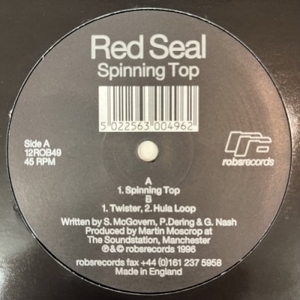 Red Seal
Spinning Top
5 022563 004962
Side A
12ROB49
45 RPM
robsrecords
A
1. Spinning Top
B
1. Twister, 2. Hula Loop
Written by S. McGovern, P.Dering & G. Nash
Produced by Martin Moscrop at
The Soundstation, Manchester
℗&© robsrecords 1996
robsrecords fax +44 (0)161 237 5958
Made in England